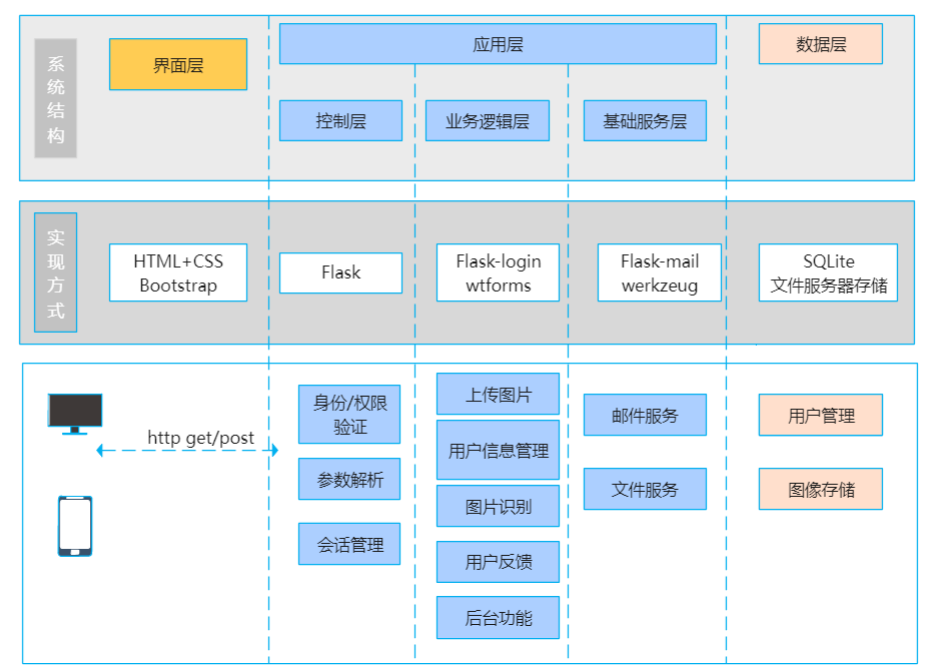 系
统
结
构
界面层
应用层
数据层
控制层
业务逻辑层
基础服务层
实
现
方
式
HTML+CSS
Bootstrap
Flask
Flask-login
wtforms
Flask-mail
werkzeug
SQLite
文件服务器存储
http get/post
身份/权限
验证
参数解析
会话管理
上传图片
用户信息管理
图片识别
用户反馈
后台功能
邮件服务
文件服务
用户管理
图像存储